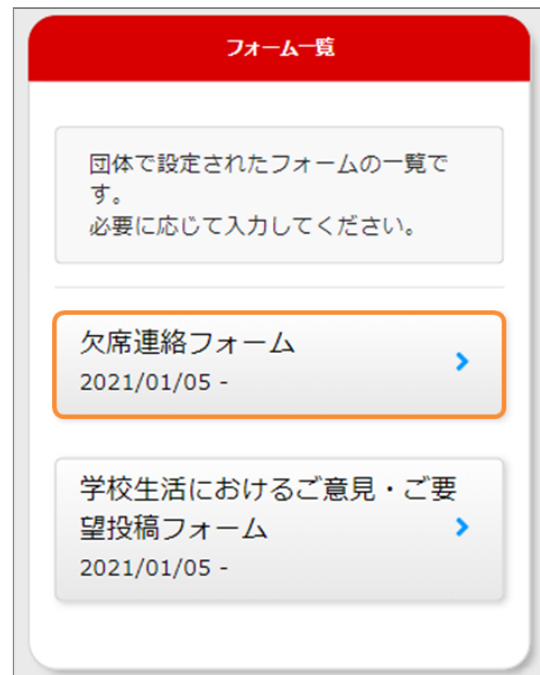 フォーム一覧
団体で設定されたフォームの一覧で
す。
必要に応じて入力してください。
欠席連絡フォーム
2021/01/05 -
学校生活におけるご意見・ご要
望投稿フォーム
2021/01/05 -